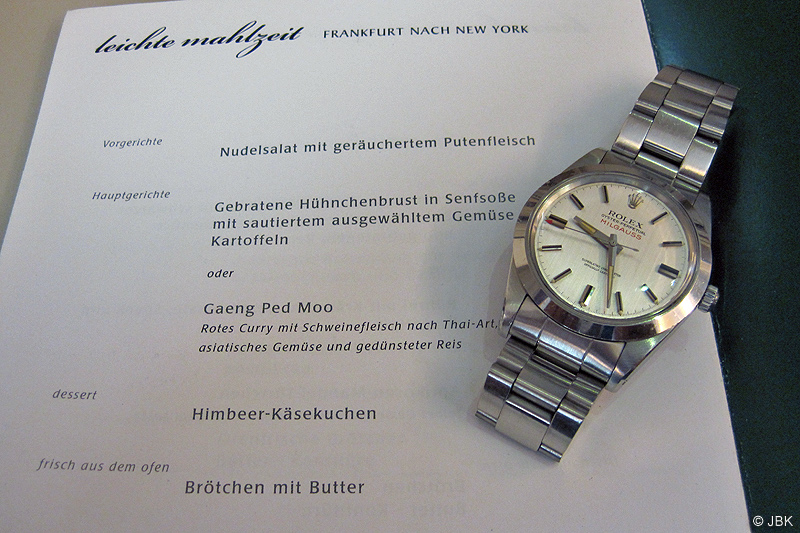 leichte mahlzeit FRANKFURT NACH NEW YORK
Vorgerichte
Nudelsalat mit geräuchertem Putenfleisch
Hauptgerichte
Gebratene Hühnchenbrust in Senfsoße
mit sautiertem ausgewähltem Gemüse
Kartoffeln
oder
Gaeng Ped Moo
Rotes Curry mit Schweinefleisch nach Thai-Art,
asiatisches Gemüse und gedünsteter Reis
dessert
Himbeer-Käsekuchen
frisch aus dem ofen
Brötchen mit Butter
ROLEX
OYSTER PERPETUAL
MILGAUSS
© JBK